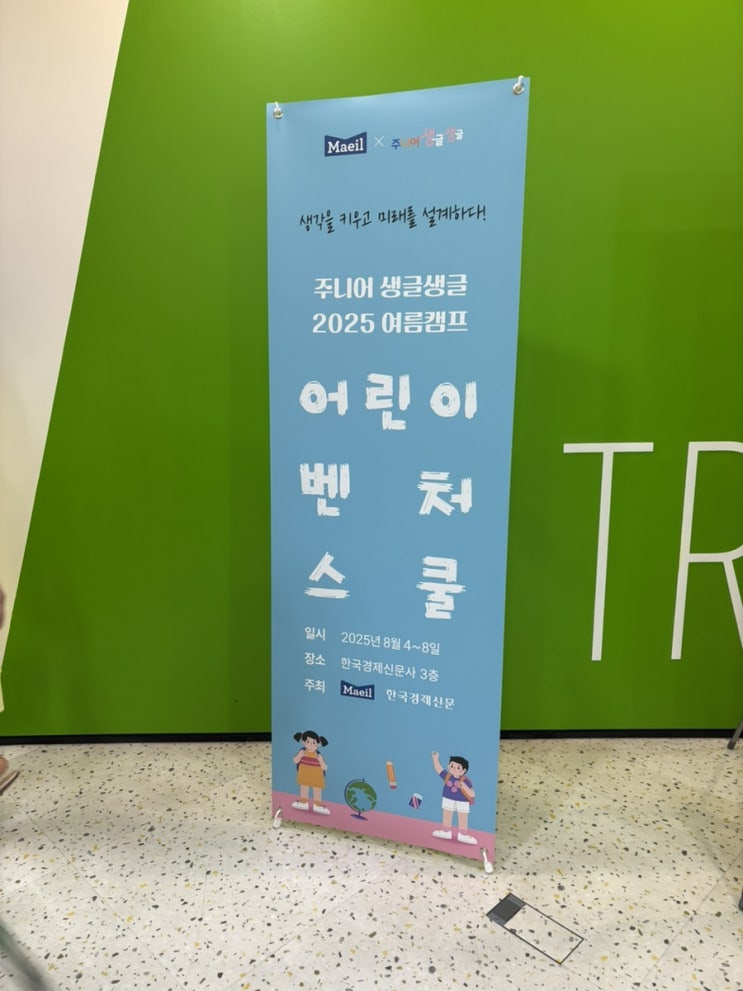 Maeil × 주니어 생글생글
생각을 키우고 미래를 설계하다!
주니어 생글생글
2025 여름캠프
어린이
벤처
스쿨
일시 2025년 8월 4~8일
장소 한국경제신문사 3층
주최 Maeil 한국경제신문
TR